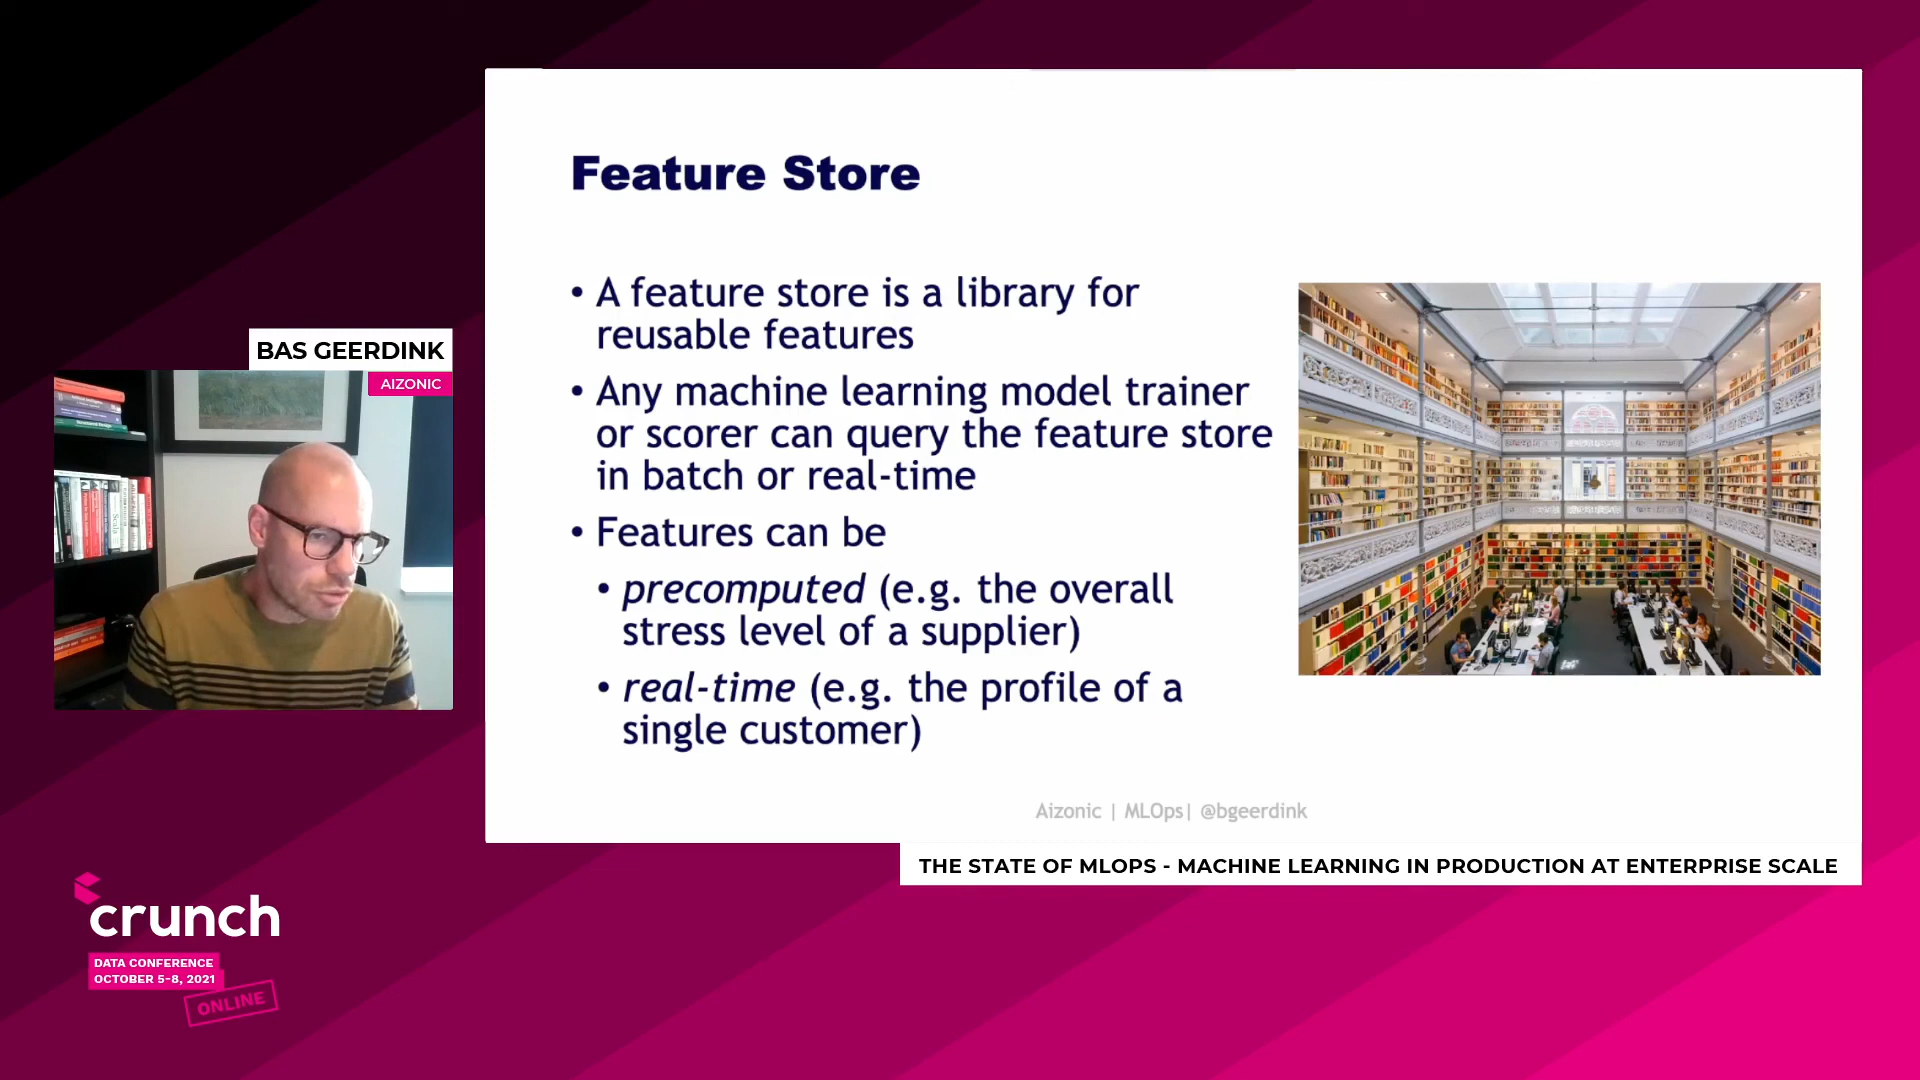 Feature Store
• A feature store is a library for
reusable features
• Any machine learning model trainer
or scorer can query the feature store
in batch or real-time
• Features can be
• precomputed (e.g. the overall
stress level of a supplier)
• real-time (e.g. the profile of a
single customer)
Aizonic | MLOps| @bgeerdink
BAS GEERDINK
AIZONIC
THE STATE OF MLOPS - MACHINE LEARNING IN PRODUCTION AT ENTERPRISE SCALE
crunch
DATA CONFERENCE
OCTOBER 5-8, 2021
ONLINE